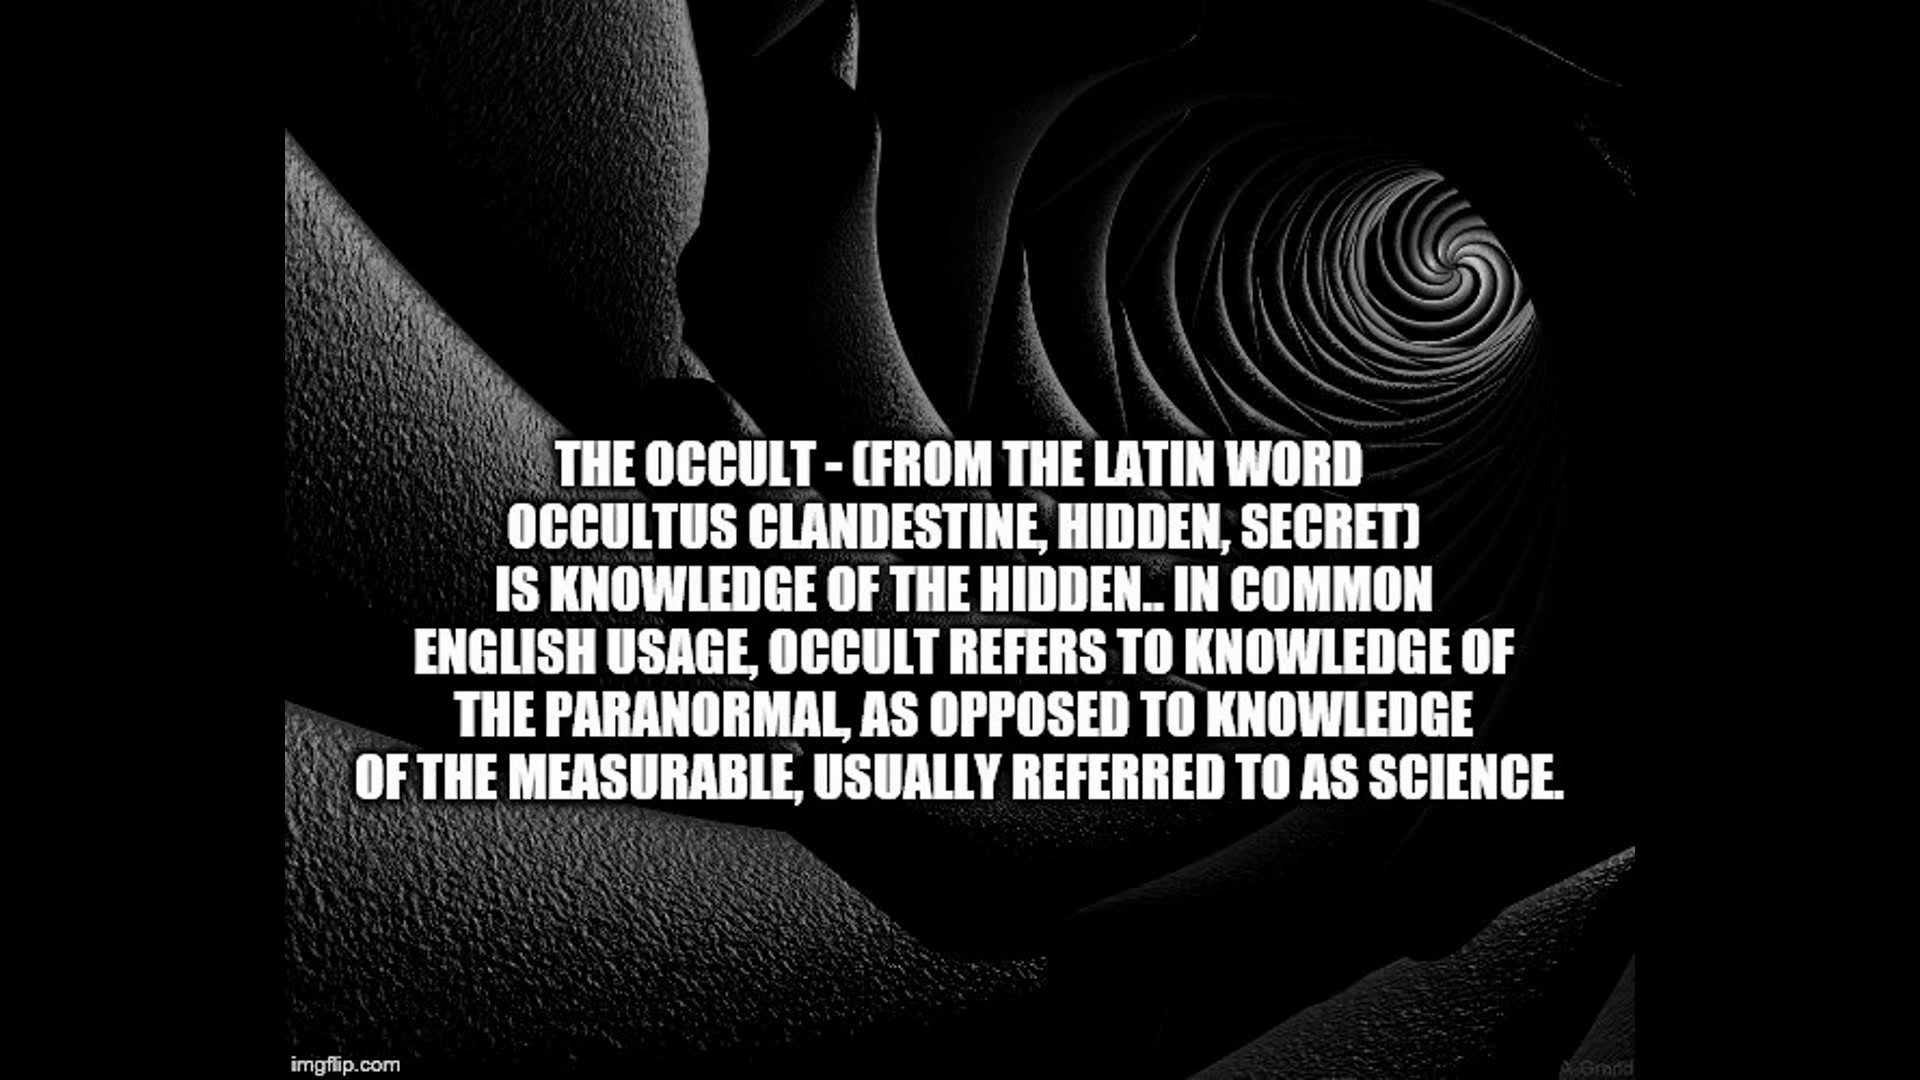 THE OCCULT - (FROM THE LATIN WORD
OCCULTUS CLANDESTINE, HIDDEN, SECRET)
IS KNOWLEDGE OF THE HIDDEN.. IN COMMON
ENGLISH USAGE, OCCULT REFERS TO KNOWLEDGE OF
THE PARANORMAL, AS OPPOSED TO KNOWLEDGE
OF THE MEASURABLE, USUALLY REFERRED TO AS SCIENCE.
imgflip.com